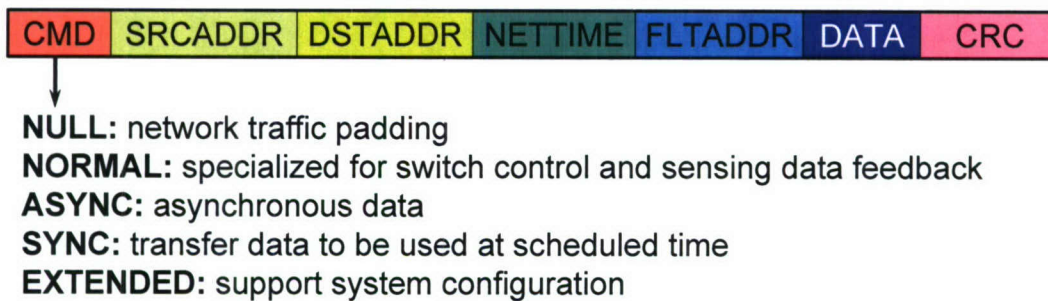 CMD SRCADDR DSTADDR NETTIME FLTADDR DATA CRC
NULL: network traffic padding
NORMAL: specialized for switch control and sensing data feedback
ASYNC: asynchronous data
SYNC: transfer data to be used at scheduled time
EXTENDED: support system configuration